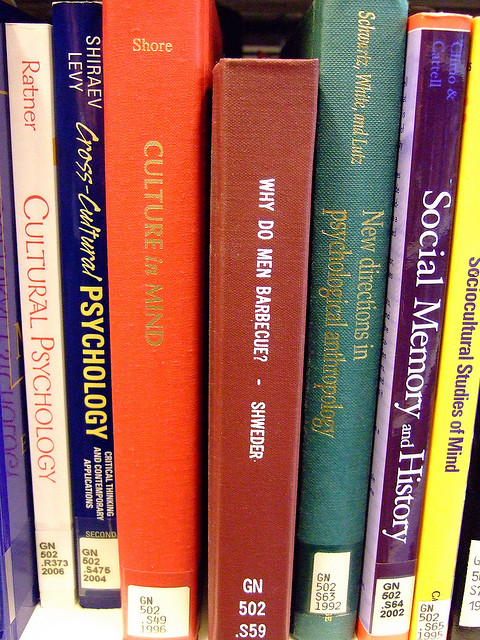 Ratner
CULTURAL PSYCHOLOGY
GN
502
.R373
2006
SHIRAEV
LEVY
Cross-Cultural PSYCHOLOGY
CRITICAL THINKING
AND CONTEMPORARY
APPLICATIONS
SECOND
GN
502
.S475
2004
Shore
CULTURE in MIND
GN
502
.S49
1996
WHY DO MEN BARBECUE? - SHWEDER
GN
502
.S59
Schwartz, White, and Lutz
New directions in
psychological anthropology
GN
502
S63
1992
Climo &
Cattell
Social Memory and History
GN
502
.S64
2002
Sociocultural Studies of Mind
GN
502
.S65
1995